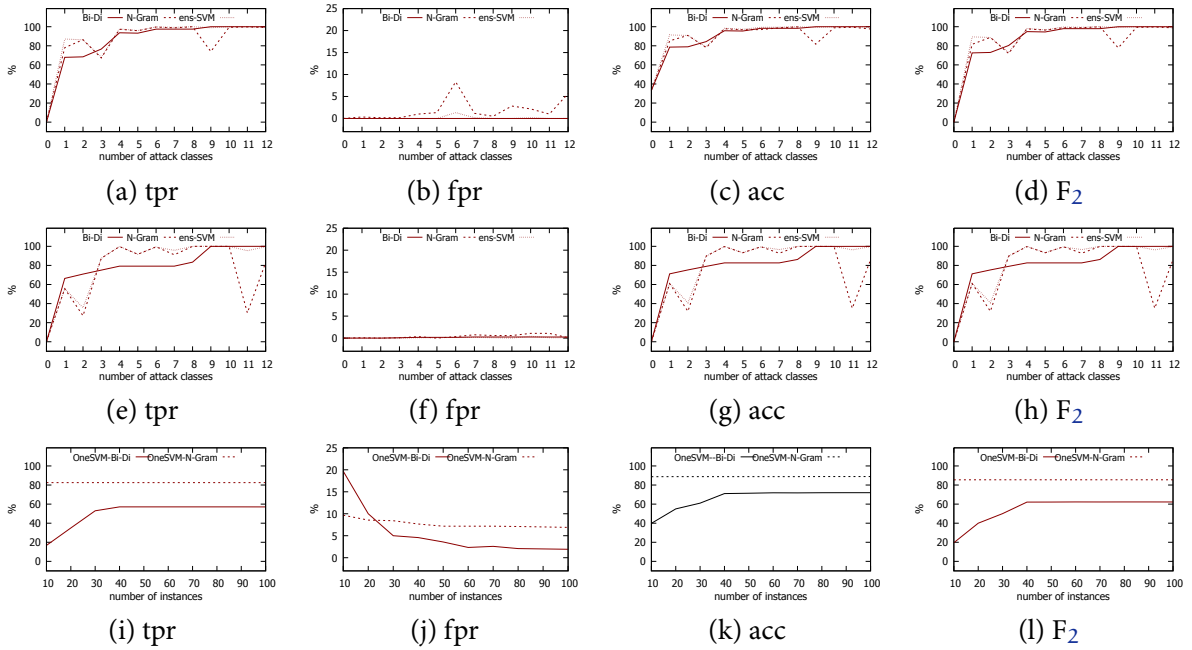 Bi-Di N-Gram ens-SVM
100
80
60
40
20
0
%
0 1 2 3 4 5 6 7 8 9 10 11 12
number of attack classes
(a) tpr
Bi-Di N-Gram ens-SVM
25
20
15
10
5
0
%
0 1 2 3 4 5 6 7 8 9 10 11 12
number of attack classes
(b) fpr
Bi-Di N-Gram ens-SVM
100
80
60
40
20
0
%
0 1 2 3 4 5 6 7 8 9 10 11 12
number of attack classes
(c) acc
Bi-Di N-Gram ens-SVM
100
80
60
40
20
0
%
0 1 2 3 4 5 6 7 8 9 10 11 12
number of attack classes
(d) F2
Bi-Di N-Gram ens-SVM
100
80
60
40
20
0
%
0 1 2 3 4 5 6 7 8 9 10 11 12
number of attack classes
(e) tpr
Bi-Di N-Gram ens-SVM
25
20
15
10
5
0
%
0 1 2 3 4 5 6 7 8 9 10 11 12
number of attack classes
(f) fpr
Bi-Di N-Gram ens-SVM
100
80
60
40
20
0
%
0 1 2 3 4 5 6 7 8 9 10 11 12
number of attack classes
(g) acc
Bi-Di N-Gram ens-SVM
100
80
60
40
20
0
%
0 1 2 3 4 5 6 7 8 9 10 11 12
number of attack classes
(h) F2
OneSVM-Bi-Di OneSVM-N-Gram
100
80
60
40
20
0
%
10 20 30 40 50 60 70 80 90 100
number of instances
(i) tpr
OneSVM-Bi-Di OneSVM-N-Gram
25
20
15
10
5
0
%
10 20 30 40 50 60 70 80 90 100
number of instances
(j) fpr
OneSVM--Bi-Di OneSVM-N-Gram
100
80
60
40
20
0
%
10 20 30 40 50 60 70 80 90 100
number of instances
(k) acc
OneSVM-Bi-Di OneSVM-N-Gram
100
80
60
40
20
0
%
10 20 30 40 50 60 70 80 90 100
number of instances
(l) F2